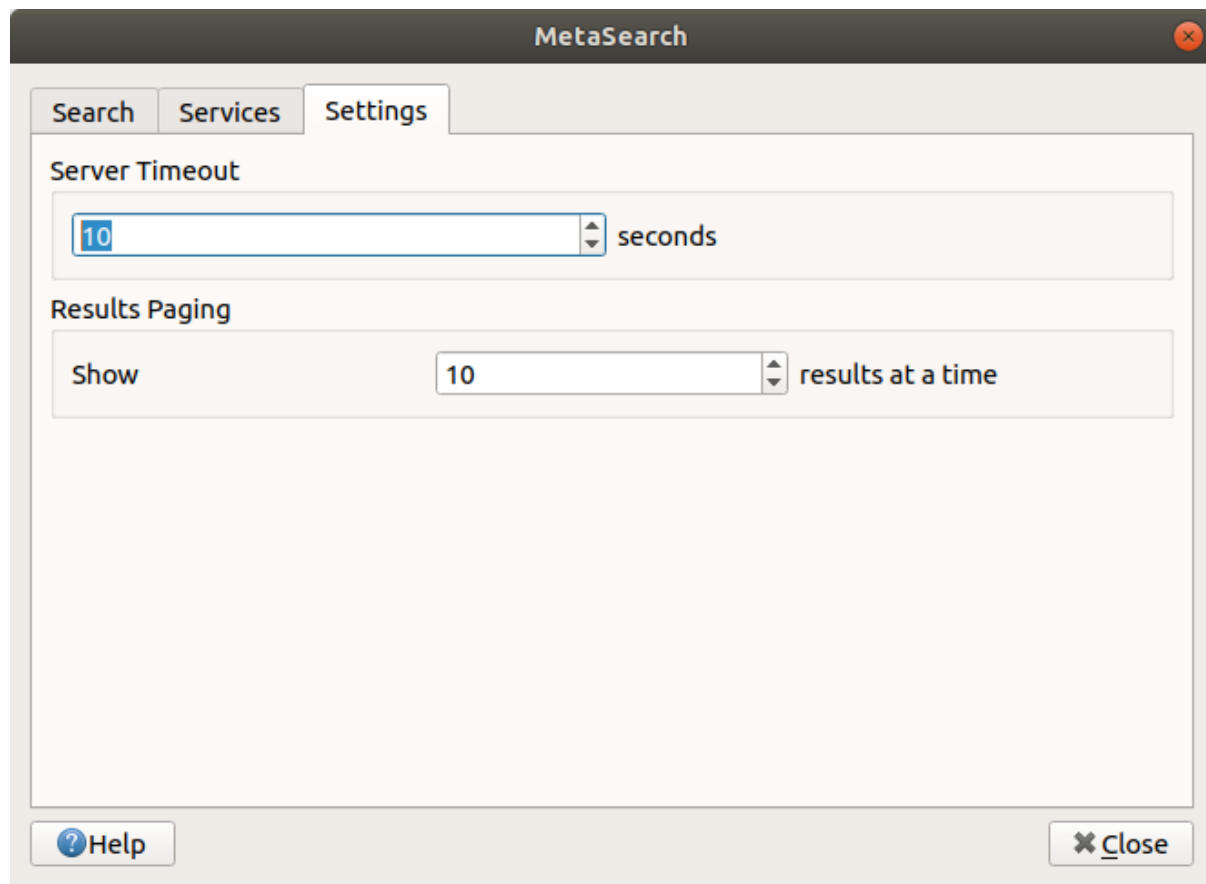 MetaSearch
Search Services Settings
Server Timeout
10 seconds
Results Paging
Show 10 results at a time
Help Close